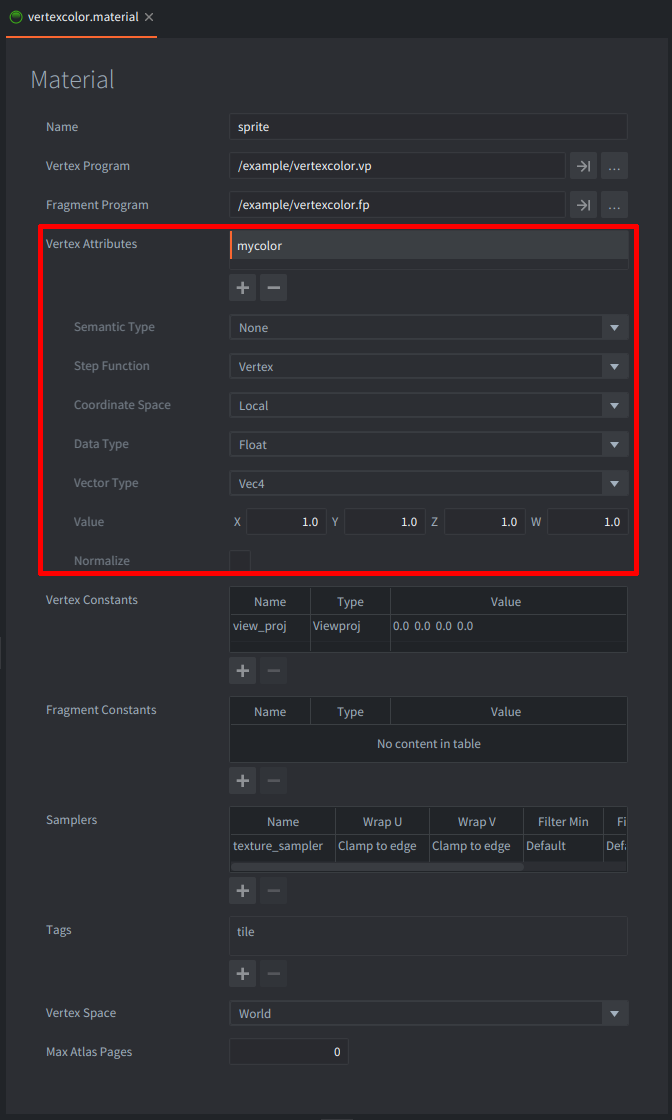 vertexcolor.material ×
Material
Name sprite
Vertex Program /example/vertexcolor.vp ...
Fragment Program /example/vertexcolor.fp ...
Vertex Attributes mycolor
+ −
Semantic Type None
Step Function Vertex
Coordinate Space Local
Data Type Float
Vector Type Vec4
Value X 1.0 Y 1.0 Z 1.0 W 1.0
Normalize
Vertex Constants Name Type Value
view_proj Viewproj 0.0 0.0 0.0 0.0
+ −
Fragment Constants Name Type Value
No content in table
+ −
Samplers Name Wrap U Wrap V Filter Min Fi
texture_sampler Clamp to edge Clamp to edge Default Defa
+ −
Tags tile
+ −
Vertex Space World
Max Atlas Pages 0